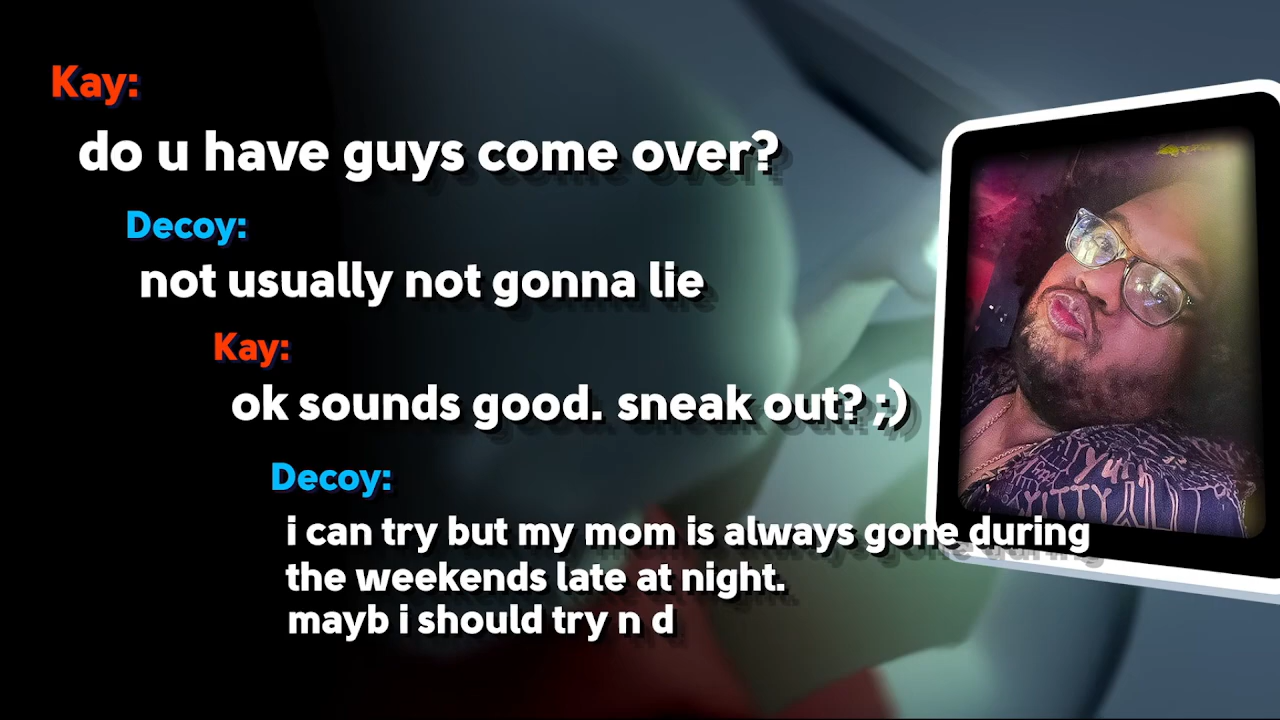 Kay:
do u have guys come over?
Decoy:
not usually not gonna lie
Kay:
ok sounds good. sneak out? ;)
Decoy:
i can try but my mom is always gone during
the weekends late at night.
mayb i should try n d